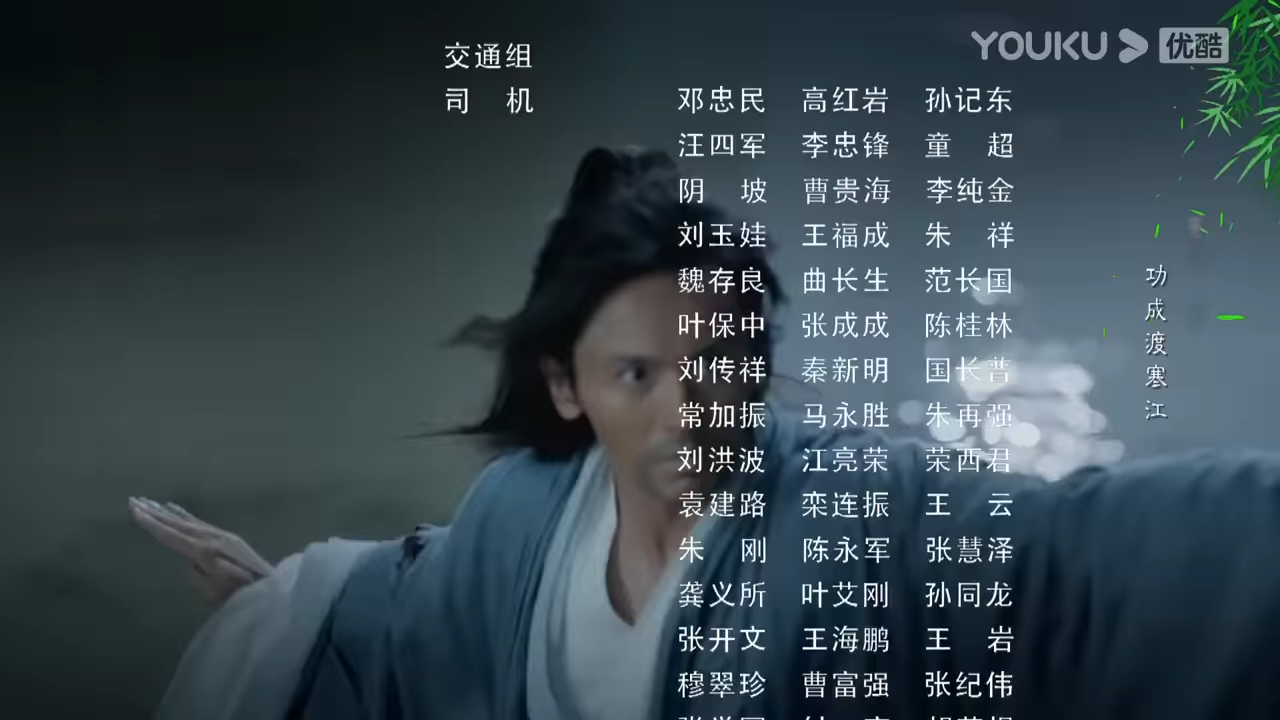 YOUKU 优酷
交通组
司 机
邓忠民 高红岩 孙记东
汪四军 李忠锋 童 超
阴 坡 曹贵海 李纯金
刘玉娃 王福成 朱 祥
魏存良 曲长生 范长国
叶保中 张成成 陈桂林
刘传祥 秦新明 国长普
常加振 马永胜 朱再强
刘洪波 江亮荣 荣西君
袁建路 栾连振 王 云
朱 刚 陈永军 张慧泽
龚义所 叶艾刚 孙同龙
张开文 王海鹏 王 岩
穆翠珍 曹富强 张纪伟
功成渡寒江